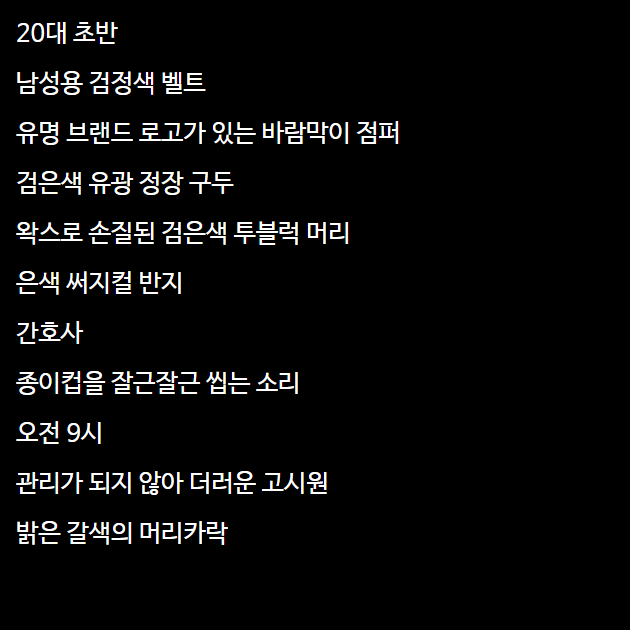 20대 초반
남성용 검정색 벨트
유명 브랜드 로고가 있는 바람막이 점퍼
검은색 유광 정장 구두
왁스로 손질된 검은색 투블럭 머리
은색 써지컬 반지
간호사
종이컵을 잘근잘근 씹는 소리
오전 9시
관리가 되지 않아 더러운 고시원
밝은 갈색의 머리카락